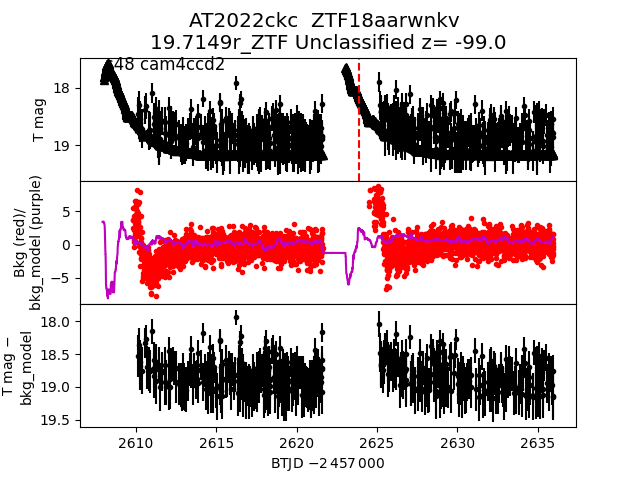 AT2022ckc  ZTF18aarwnkv
19.7149r_ZTF Unclassified z= -99.0
48 cam4ccd2
18
19
T mag
5
0
−5
Bkg (red)/
bkg_model (purple)
18.0
18.5
19.0
19.5
T mag −
bkg_model
2610 2615 2620 2625 2630 2635
BTJD −2 457 000